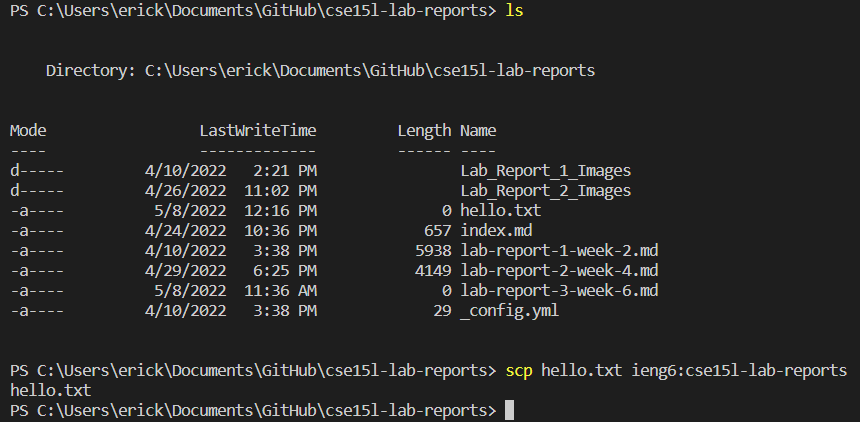 PS C:\Users\erick\Documents\GitHub\cse15l-lab-reports> ls
Directory: C:\Users\erick\Documents\GitHub\cse15l-lab-reports
Mode                 LastWriteTime         Length Name
----                 -------------         ------ ----
d-----         4/10/2022   2:21 PM                Lab_Report_1_Images
d-----         4/26/2022  11:02 PM                Lab_Report_2_Images
-a----          5/8/2022  12:16 PM              0 hello.txt
-a----         4/24/2022  10:36 PM            657 index.md
-a----         4/10/2022   3:38 PM           5938 lab-report-1-week-2.md
-a----         4/29/2022   6:25 PM           4149 lab-report-2-week-4.md
-a----          5/8/2022  11:36 AM              0 lab-report-3-week-6.md
-a----         4/10/2022   3:38 PM             29 _config.yml
PS C:\Users\erick\Documents\GitHub\cse15l-lab-reports> scp hello.txt ieng6:cse15l-lab-reports
hello.txt
PS C:\Users\erick\Documents\GitHub\cse15l-lab-reports>